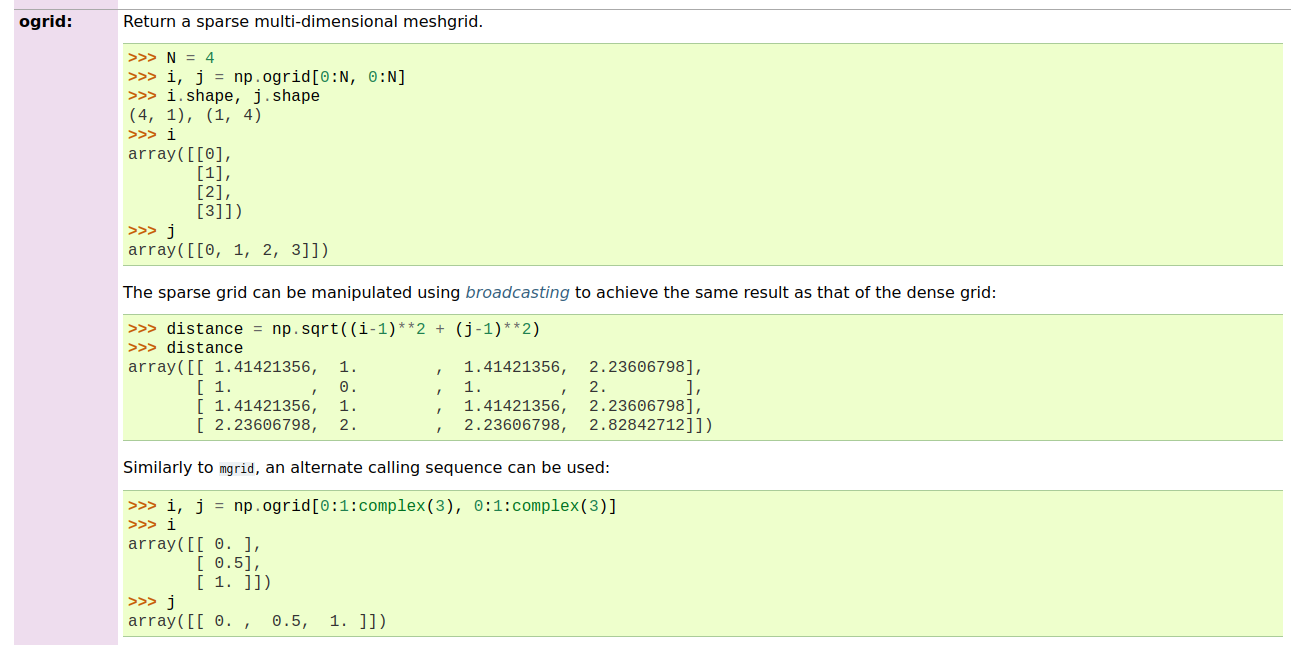 ogrid:
Return a sparse multi-dimensional meshgrid.
>>> N = 4
>>> i, j = np.ogrid[0:N, 0:N]
>>> i.shape, j.shape
(4, 1), (1, 4)
>>> i
array([[0],
       [1],
       [2],
       [3]])
>>> j
array([[0, 1, 2, 3]])
The sparse grid can be manipulated using broadcasting to achieve the same result as that of the dense grid:
>>> distance = np.sqrt((i-1)**2 + (j-1)**2)
>>> distance
array([[ 1.41421356,  1.        ,  1.41421356,  2.23606798],
       [ 1.        ,  0.        ,  1.        ,  2.        ],
       [ 1.41421356,  1.        ,  1.41421356,  2.23606798],
       [ 2.23606798,  2.        ,  2.23606798,  2.82842712]])
Similarly to mgrid, an alternate calling sequence can be used:
>>> i, j = np.ogrid[0:1:complex(3), 0:1:complex(3)]
>>> i
array([[ 0. ],
       [ 0.5],
       [ 1. ]])
>>> j
array([[ 0. ,  0.5,  1. ]])